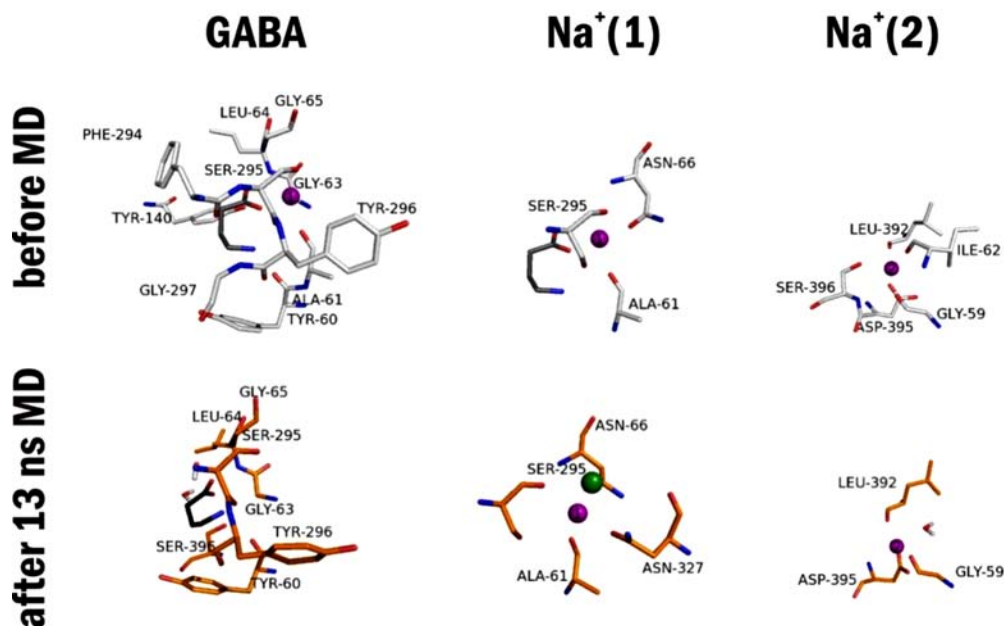 GABA
Na⁺(1)
Na⁺(2)
before MD
LEU-64
GLY-65
PHE-294
SER-295
GLY-63
TYR-140
TYR-296
GLY-297
ALA-61
TYR-60
ASN-66
SER-295
ALA-61
LEU-392
ILE-62
SER-396
ASP-395
GLY-59
after 13 ns MD
GLY-65
LEU-64
SER-295
GLY-63
SER-396
TYR-296
TYR-60
ASN-66
SER-295
ALA-61
ASN-327
LEU-392
ASP-395
GLY-59